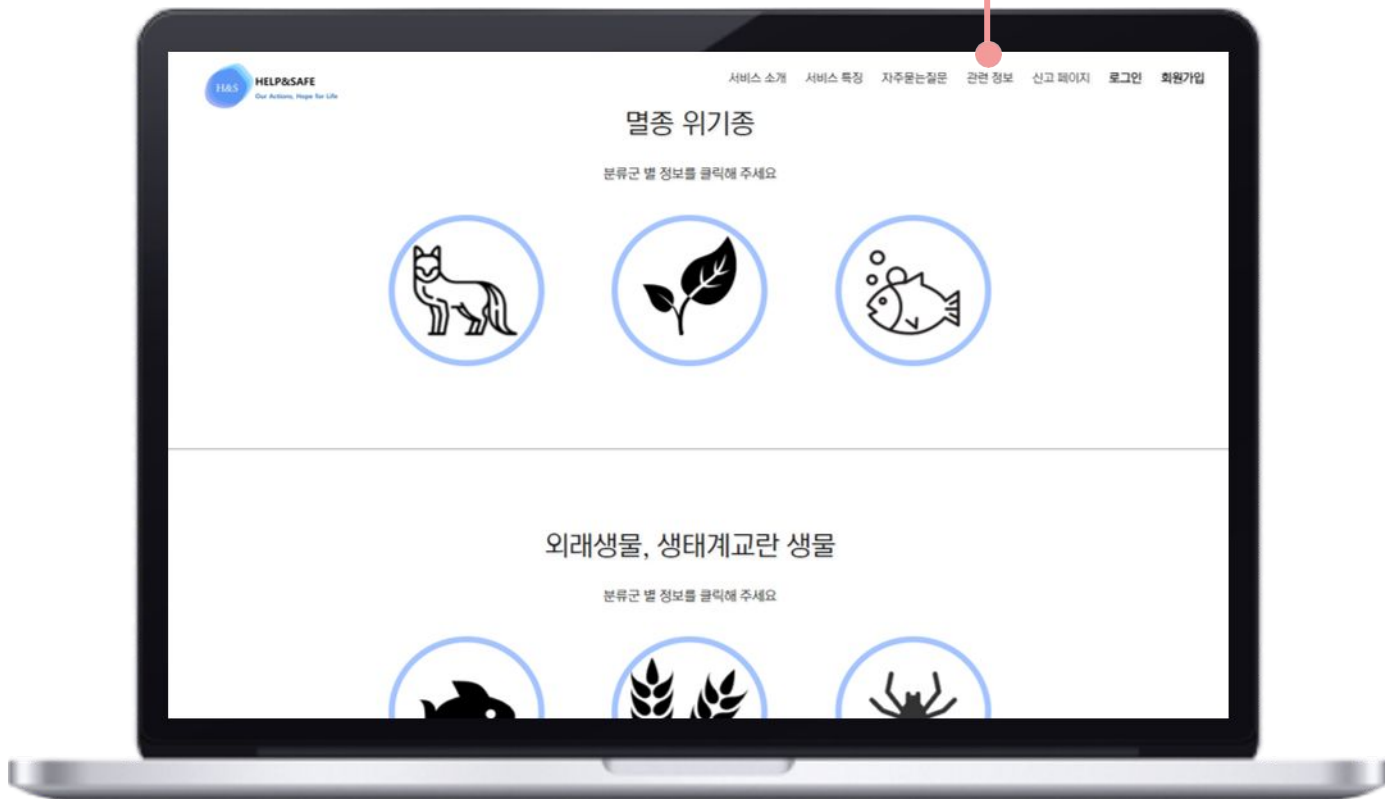 H&S
HELP&SAFE
Our Actions, Hope for Life
서비스 소개 서비스 특징 자주묻는질문 관련 정보 신고 페이지 로그인 회원가입
멸종 위기종
분류군 별 정보를 클릭해 주세요
외래생물, 생태계교란 생물
분류군 별 정보를 클릭해 주세요